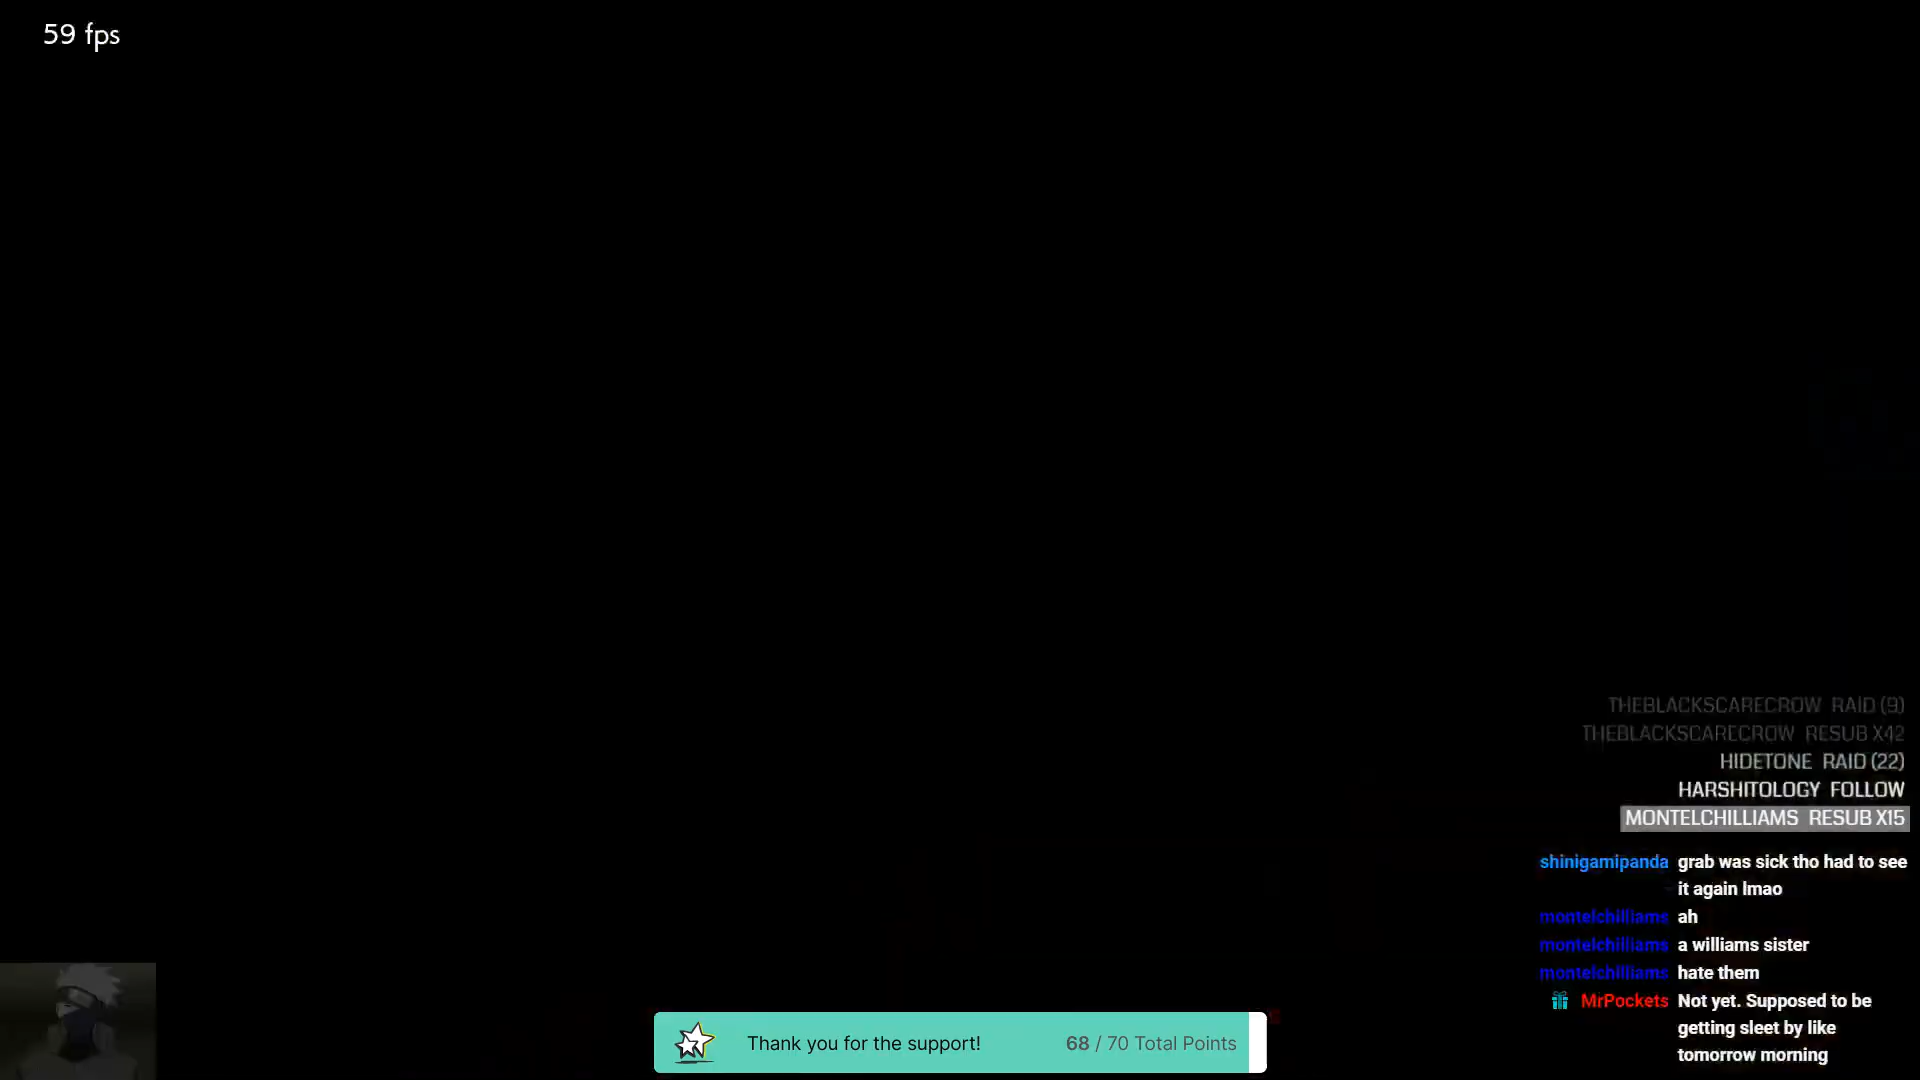 59 fps
THEBLACKSCARECROW RAID (9)
THEBLACKSCARECROW RESUB X42
HIDETONE RAID (22)
HARSHITOLOGY FOLLOW
MONTELCHILLIAMS RESUB X15
shinigamipanda grab was sick tho had to see
it again lmao
montelchilliams ah
montelchilliams a williams sister
montelchilliams hate them
MrPockets Not yet. Supposed to be
getting sleet by like
tomorrow morning
Thank you for the support! 68 / 70 Total Points